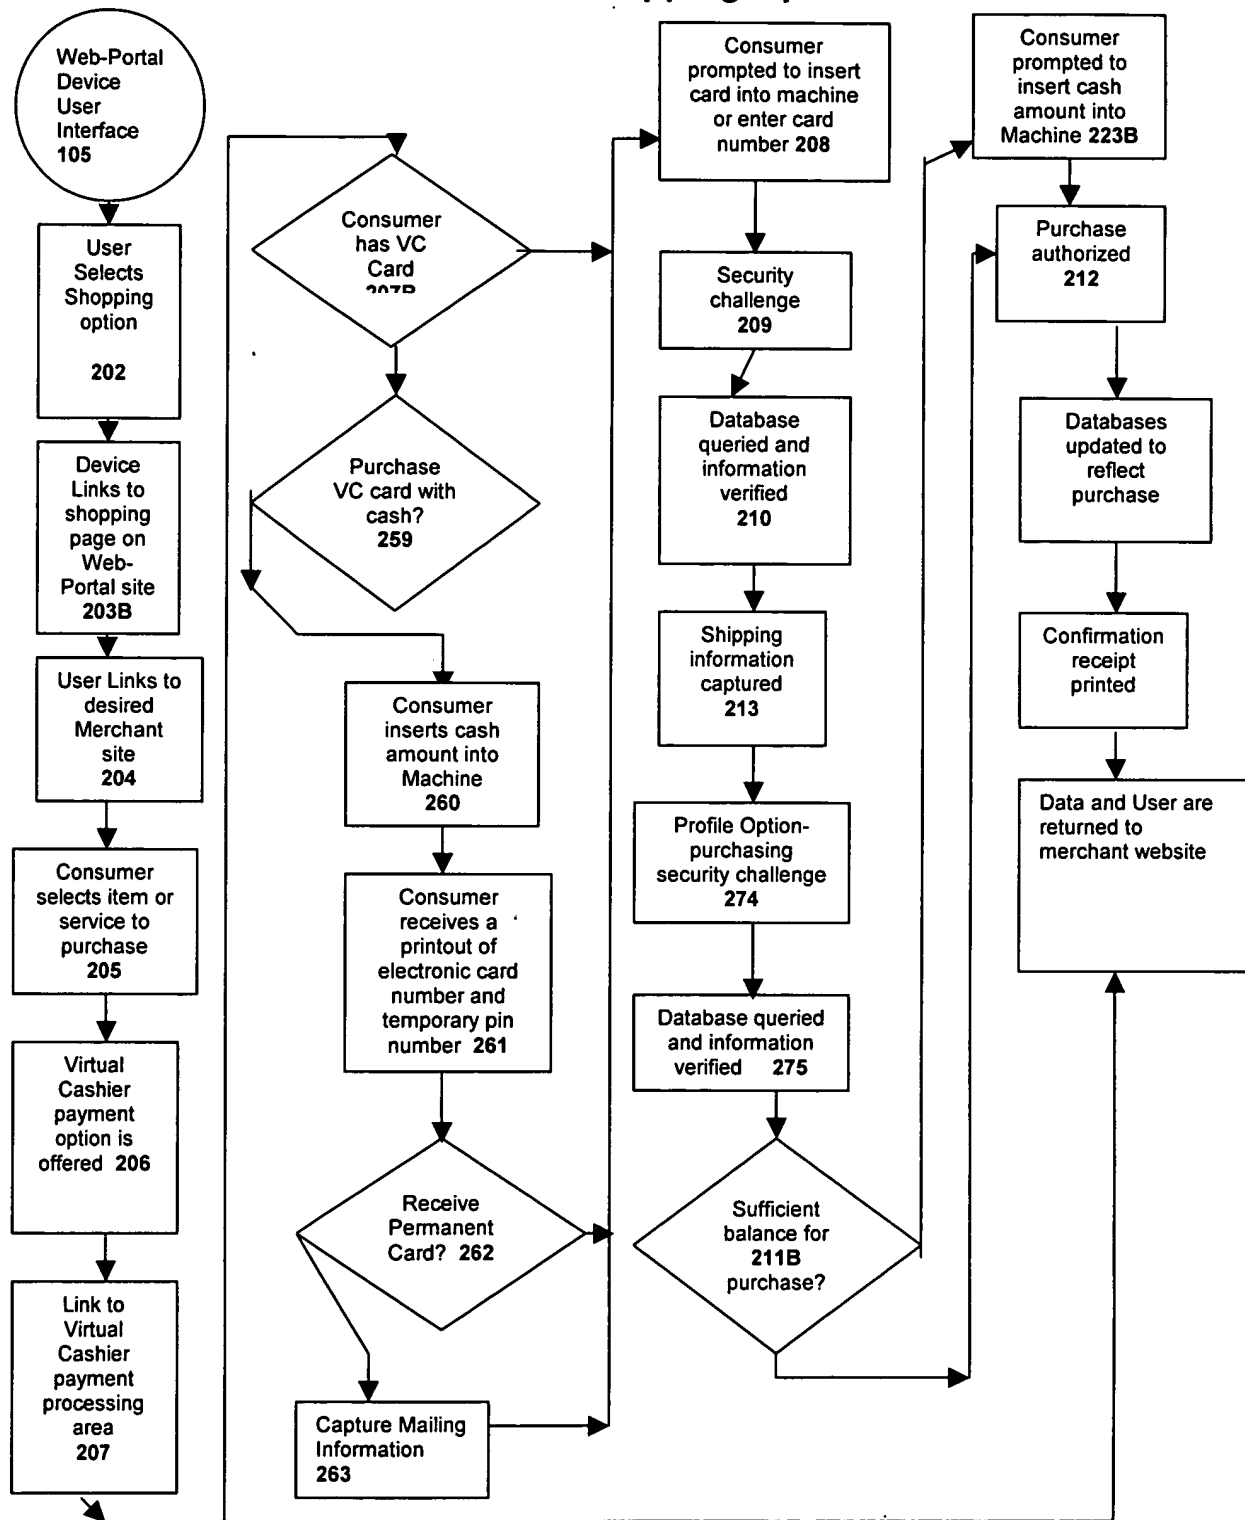 Web-Portal
Device
User
Interface
105
User
Selects
Shopping
option
202
Device
Links to
shopping
page on
Web-
Portal site
203B
User Links to
desired
Merchant
site
204
Consumer
selects item or
service to
purchase
205
Virtual
Cashier
payment
option is
offered 206
Link to
Virtual
Cashier
payment
processing
area
207
Consumer
has VC
Card
207B
Purchase
VC card with
cash?
259
Consumer
inserts cash
amount into
Machine
260
Consumer
receives a
printout of
electronic card
number and
temporary pin
number 261
Receive
Permanent
Card? 262
Capture Mailing
Information
263
Consumer
prompted to insert
card into machine
or enter card
number 208
Security
challenge
209
Database
queried and
information
verified
210
Shipping
information
captured
213
Profile Option-
purchasing
security challenge
274
Database queried
and information
verified 275
Sufficient
balance for
211B
purchase?
Consumer
prompted to
insert cash
amount into
Machine 223B
Purchase
authorized
212
Databases
updated to
reflect
purchase
Confirmation
receipt
printed
Data and User are
returned to
merchant website